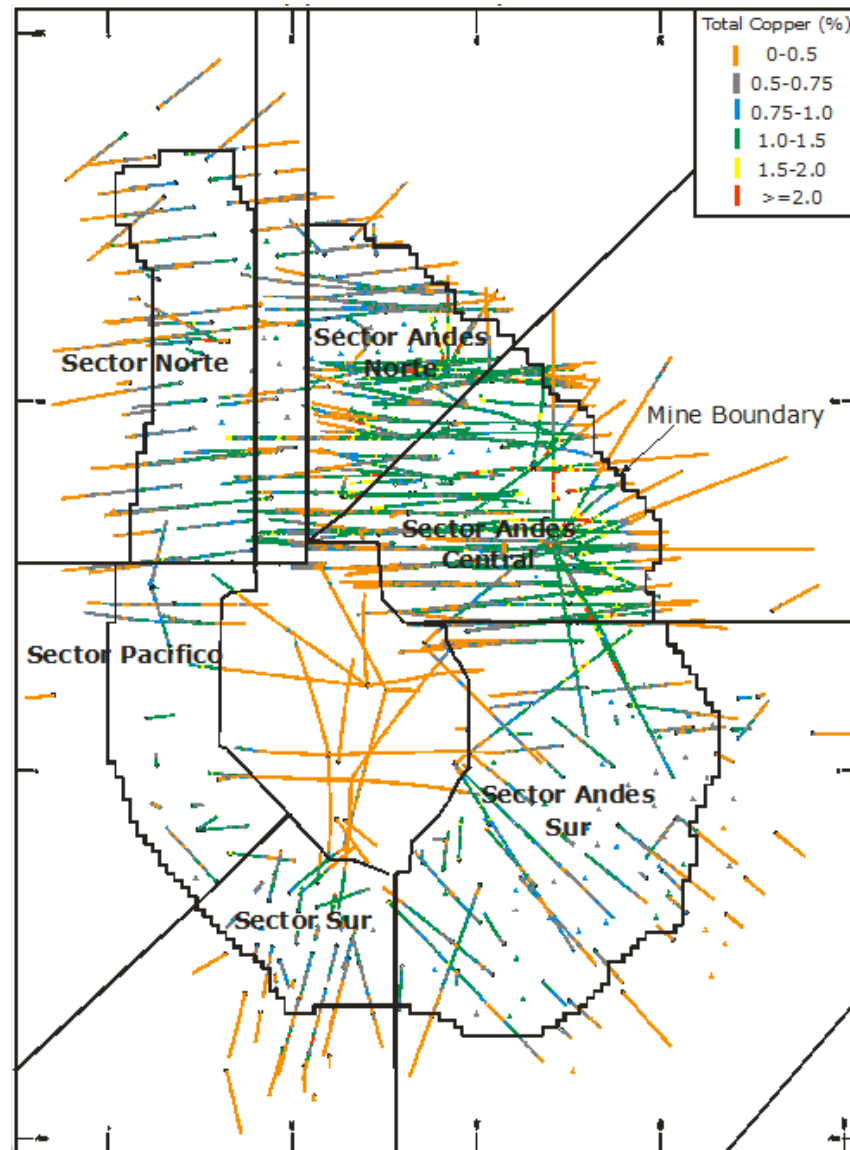 Total Copper (%)
0-0.5
0.5-0.75
0.75-1.0
1.0-1.5
1.5-2.0
>=2.0
Sector Andes
Norte
Sector Norte
Mine Boundary
Sector Andes
Central
Sector Pacifico
Sector Andes
Sur
Sector Sur